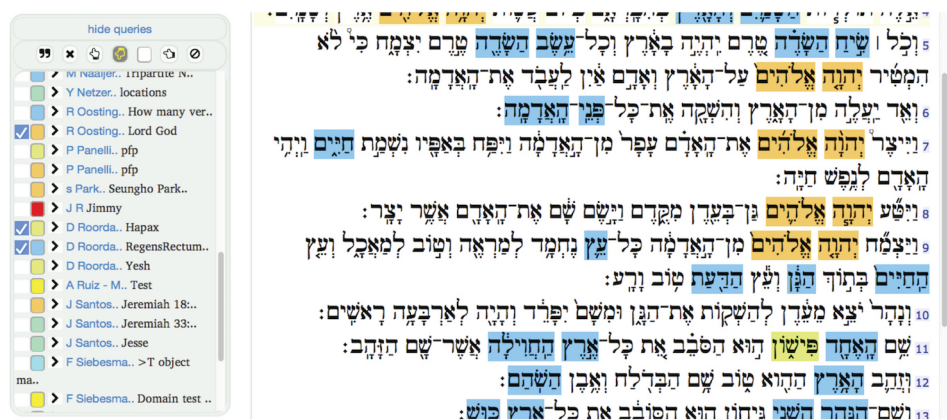 hide queries
M Naaijer.. Tripartite N..
Y Netzer.. locations
R Oosting.. How many ver..
R Oosting.. Lord God
P Panelli.. pfp
P Panelli.. pfp
s Park.. Seungho Park..
J R Jimmy
D Roorda.. Hapax
D Roorda.. RegensRectum..
D Roorda.. Yesh
A Ruiz - M.. Test
J Santos.. Jeremiah 18:..
J Santos.. Jeremiah 33:..
J Santos.. Jesse
F Siebesma.. >T object
ma..
F Siebesma.. Domain test ..
4
5 וְכֹ֣ל ׀ שִׂ֣יחַ הַשָּׂדֶ֗ה טֶ֚רֶם יִֽהְיֶ֣ה בָאָ֔רֶץ וְכָל־עֵ֥שֶׂב הַשָּׂדֶ֖ה טֶ֣רֶם יִצְמָ֑ח כִּי֩ לֹ֨א
הִמְטִ֜יר יְהוָ֤ה אֱלֹהִים֙ עַל־הָאָ֔רֶץ וְאָדָ֣ם אַ֔יִן לַֽעֲבֹ֖ד אֶת־הָֽאֲדָמָֽה׃
6 וְאֵ֖ד יַֽעֲלֶ֣ה מִן־הָאָ֑רֶץ וְהִשְׁקָ֖ה אֶֽת־כָּל־פְּנֵֽי־הָֽאֲדָמָֽה׃
7 וַיִּיצֶר֩ יְהוָ֨ה אֱלֹהִ֜ים אֶת־הָֽאָדָ֗ם עָפָר֙ מִן־הָ֣אֲדָמָ֔ה וַיִּפַּ֥ח בְּאַפָּ֖יו נִשְׁמַ֣ת חַיִּ֑ים וַֽיְהִ֥י
הָֽאָדָ֖ם לְנֶ֥פֶשׁ חַיָּֽה׃
8 וַיִּטַּ֞ע יְהוָ֧ה אֱלֹהִ֛ים גַּן־בְּעֵ֖דֶן מִקֶּ֑דֶם וַיָּ֣שֶׂם שָׁ֔ם אֶת־הָֽאָדָ֖ם אֲשֶׁ֥ר יָצָֽר׃
9 וַיַּצְמַ֞ח יְהוָ֤ה אֱלֹהִים֙ מִן־הָ֣אֲדָמָ֔ה כָּל־עֵ֛ץ נֶחְמָ֥ד לְמַרְאֶ֖ה וְט֣וֹב לְמַאֲכָ֑ל וְעֵ֤ץ
הַֽחַיִּים֙ בְּת֣וֹךְ הַגָּ֔ן וְעֵ֕ץ הַדַּ֖עַת ט֥וֹב וָרָֽע׃
10 וְנָהָר֙ יֹצֵ֣א מֵעֵ֔דֶן לְהַשְׁק֖וֹת אֶת־הַגָּ֑ן וּמִשָּׁם֙ יִפָּרֵ֔ד וְהָיָ֖ה לְאַרְבָּעָ֥ה רָאשִֽׁים׃
11 שֵׁ֥ם הָֽאֶחָ֖ד פִּישׁ֑וֹן ה֣וּא הַסֹּבֵ֗ב אֵ֚ת כָּל־אֶ֣רֶץ הַֽחֲוִילָ֔ה אֲשֶׁר־שָׁ֖ם הַזָּהָֽב׃
12 וּֽזֲהַ֛ב הָאָ֥רֶץ הַהִ֖וא ט֑וֹב שָׁ֥ם הַבְּדֹ֖לַח וְאֶ֥בֶן הַשֹּֽׁהַם׃
13 וְשֵֽׁם־הַנָּהָ֥ר הַשֵּׁנִ֖י גִּיח֑וֹן ה֣וּא הַסּוֹבֵ֔ב אֵ֖ת כָּל־אֶ֥רֶץ כּֽוּשׁ׃